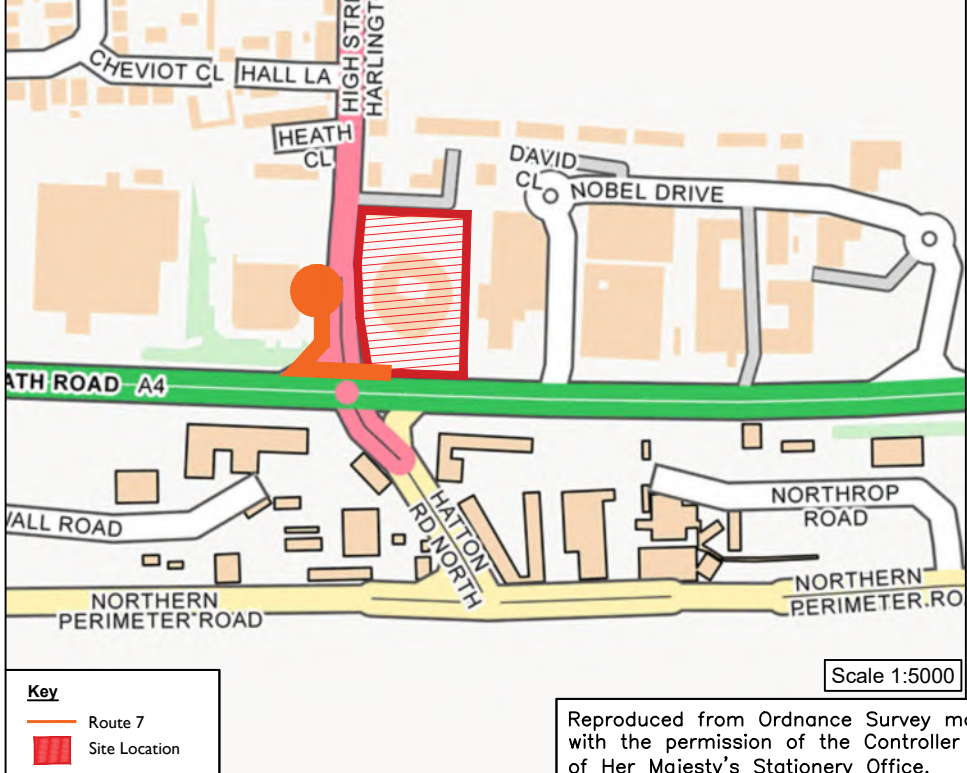 HIGH STRE
HARLINGT
CHEVIOT CL
HALL LA
HEATH
CL
DAVID
CL
NOBEL DRIVE
ATH ROAD A4
HATTON
RD NORTH
NORTHROP
ROAD
WALL ROAD
NORTHERN
PERIMETER ROAD
NORTHERN
PERIMETER RO
Scale 1:5000
Key
Route 7
Site Location
Reproduced from Ordnance Survey ma
with the permission of the Controller
of Her Majesty's Stationery Office.